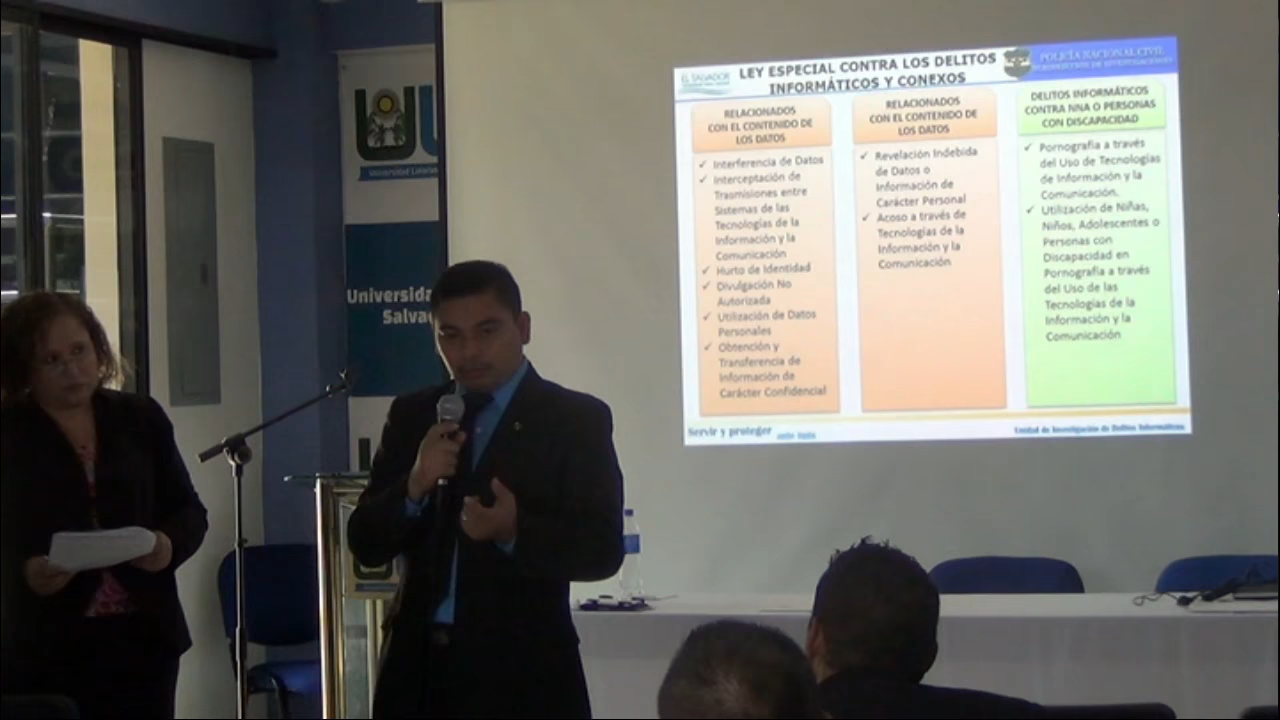 LEY ESPECIAL CONTRA LOS DELITOS
INFORMÁTICOS Y CONEXOS
EL SALVADOR
POLICÍA NACIONAL CIVIL
RELACIONADOS
CON EL CONTENIDO DE
LOS DATOS
✓ Interferencia de Datos
✓ Interceptación de
Trasmisiones entre
Sistemas de las
Tecnologías de la
Información y la
Comunicación
✓ Hurto de Identidad
✓ Divulgación No
Autorizada
✓ Utilización de Datos
Personales
✓ Obtención y
Transferencia de
Información de
Carácter Confidencial
RELACIONADOS
CON EL CONTENIDO DE
LOS DATOS
✓ Revelación Indebida
de Datos o
Información de
Carácter Personal
✓ Acoso a través de
Tecnologías de la
Información y la
Comunicación
DELITOS INFORMÁTICOS
CONTRA NNA O PERSONAS
CON DISCAPACIDAD
✓ Pornografía a través
del Uso de Tecnologías
de Información y la
Comunicación.
✓ Utilización de Niñas,
Niños, Adolescentes o
Personas con
Discapacidad en
Pornografía a través
del Uso de las
Tecnologías de la
Información y la
Comunicación
Servir y proteger
Unidad de Investigación de Delitos Informáticos
UU
Universidad
Universida
Salvad